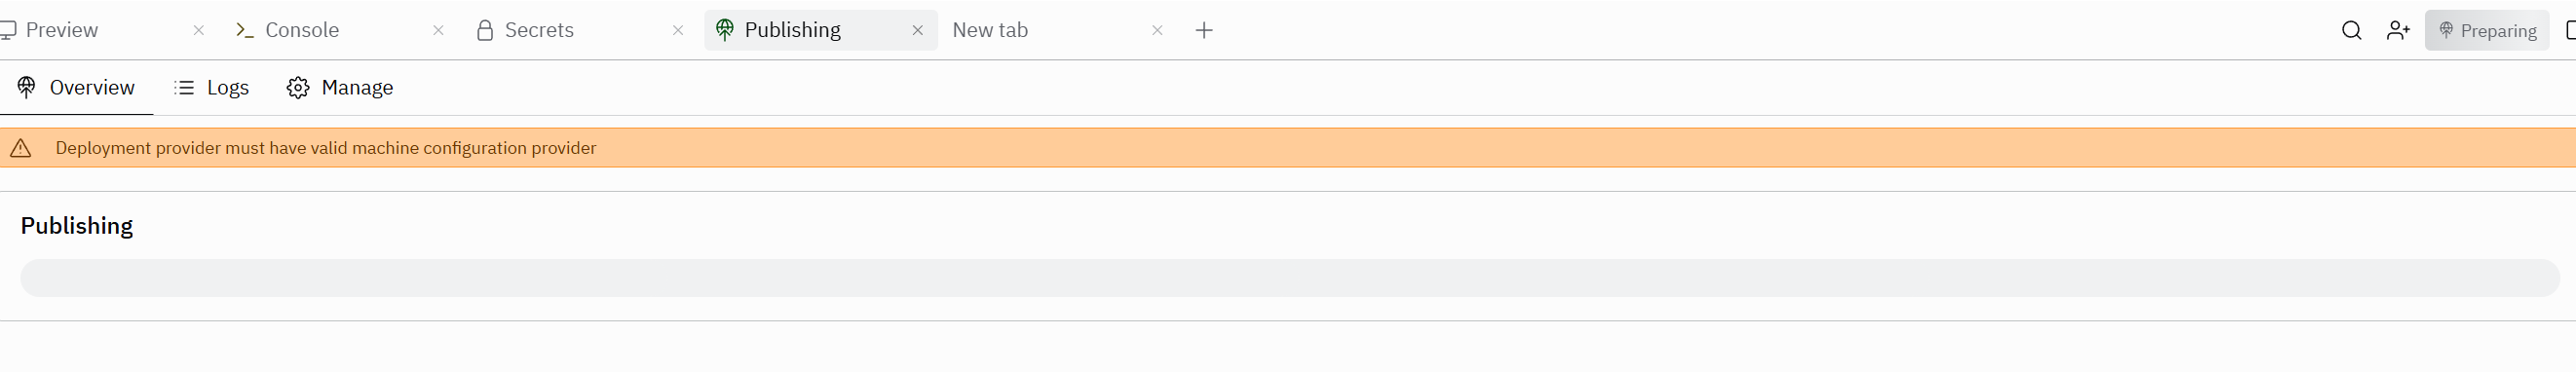 Preview Console Secrets Publishing New tab Preparing
Overview Logs Manage
Deployment provider must have valid machine configuration provider
Publishing